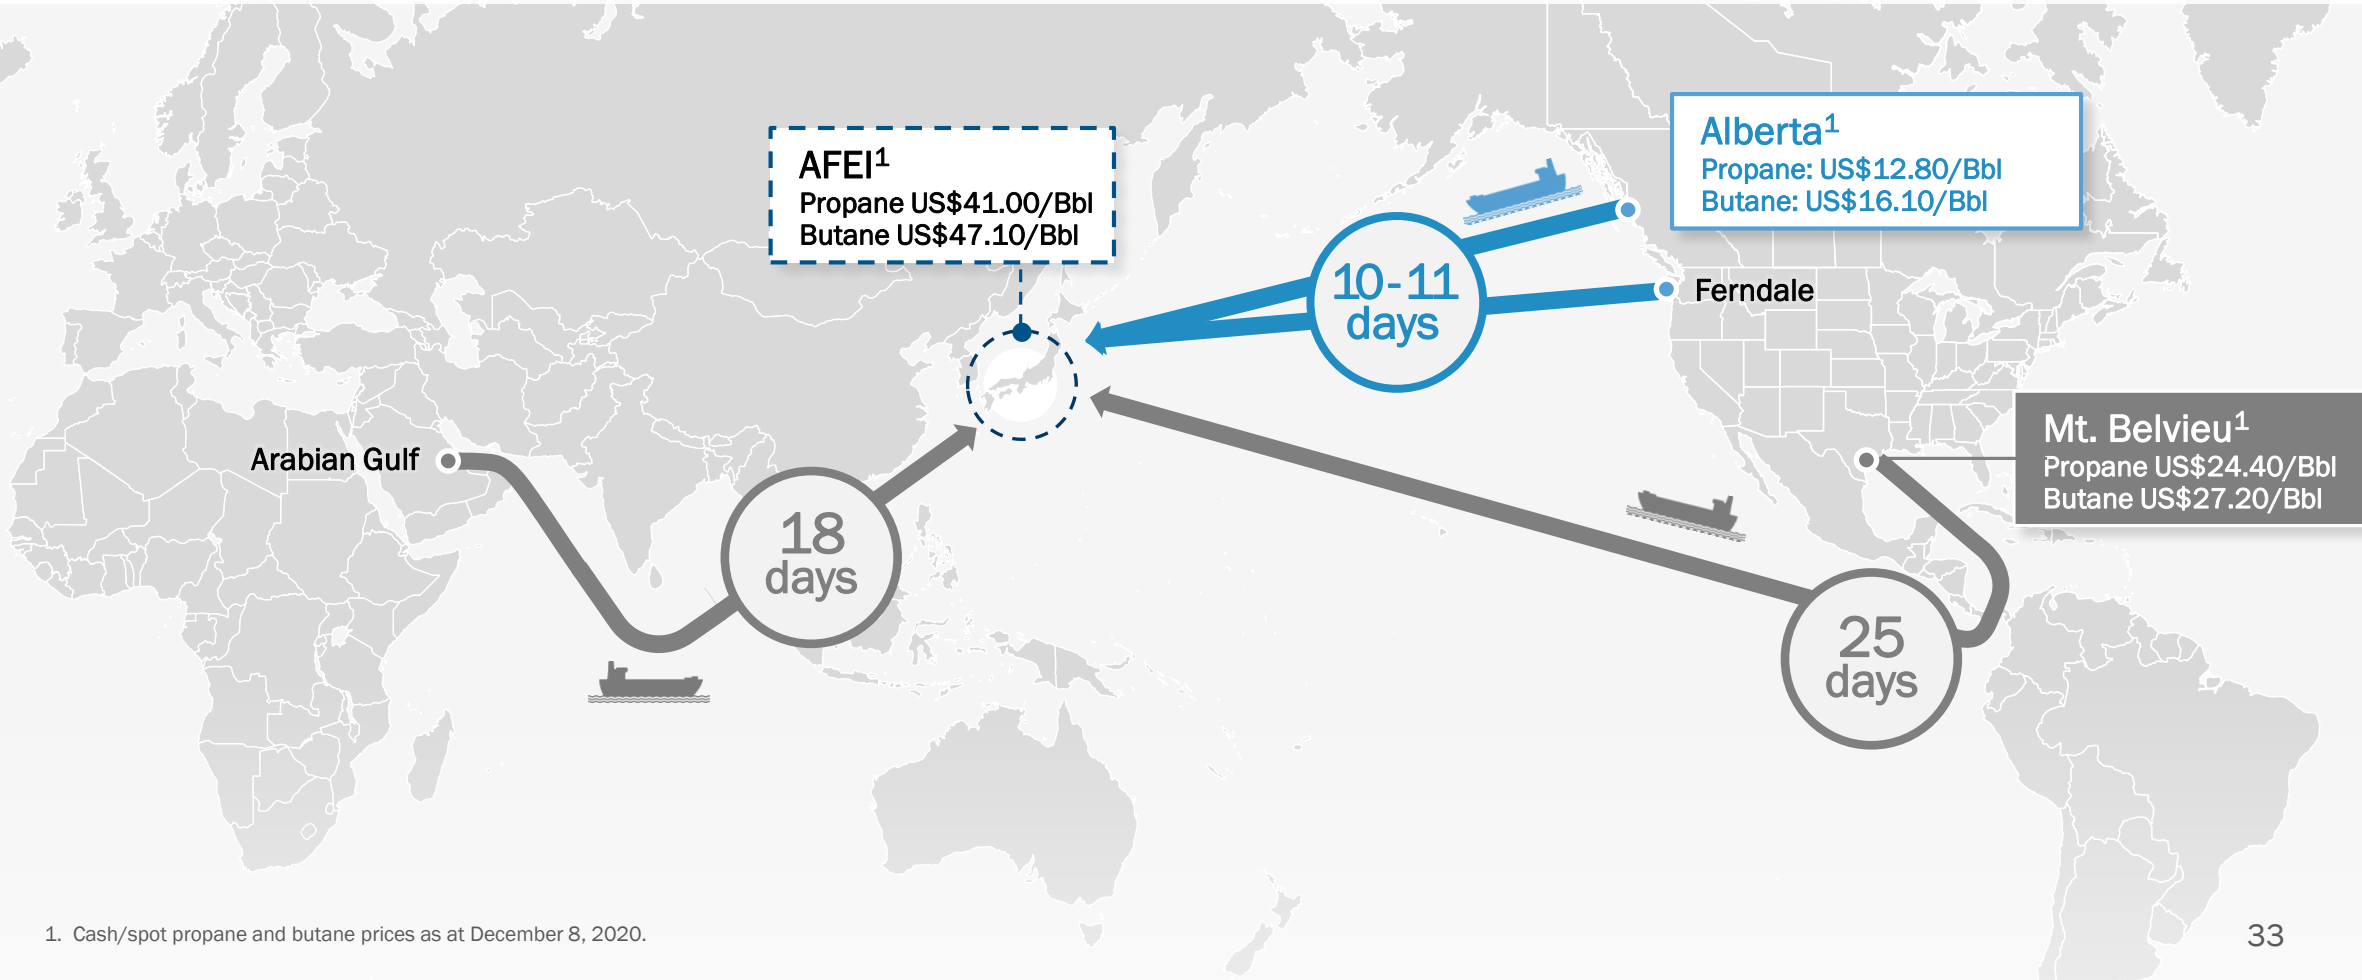 AFEI¹
Propane US$41.00/Bbl
Butane US$47.10/Bbl
Alberta¹
Propane: US$12.80/Bbl
Butane: US$16.10/Bbl
10-11
days
Ferndale
Mt. Belvieu¹
Propane US$24.40/Bbl
Butane US$27.20/Bbl
Arabian Gulf
18
days
25
days
1. Cash/spot propane and butane prices as at December 8, 2020.
33